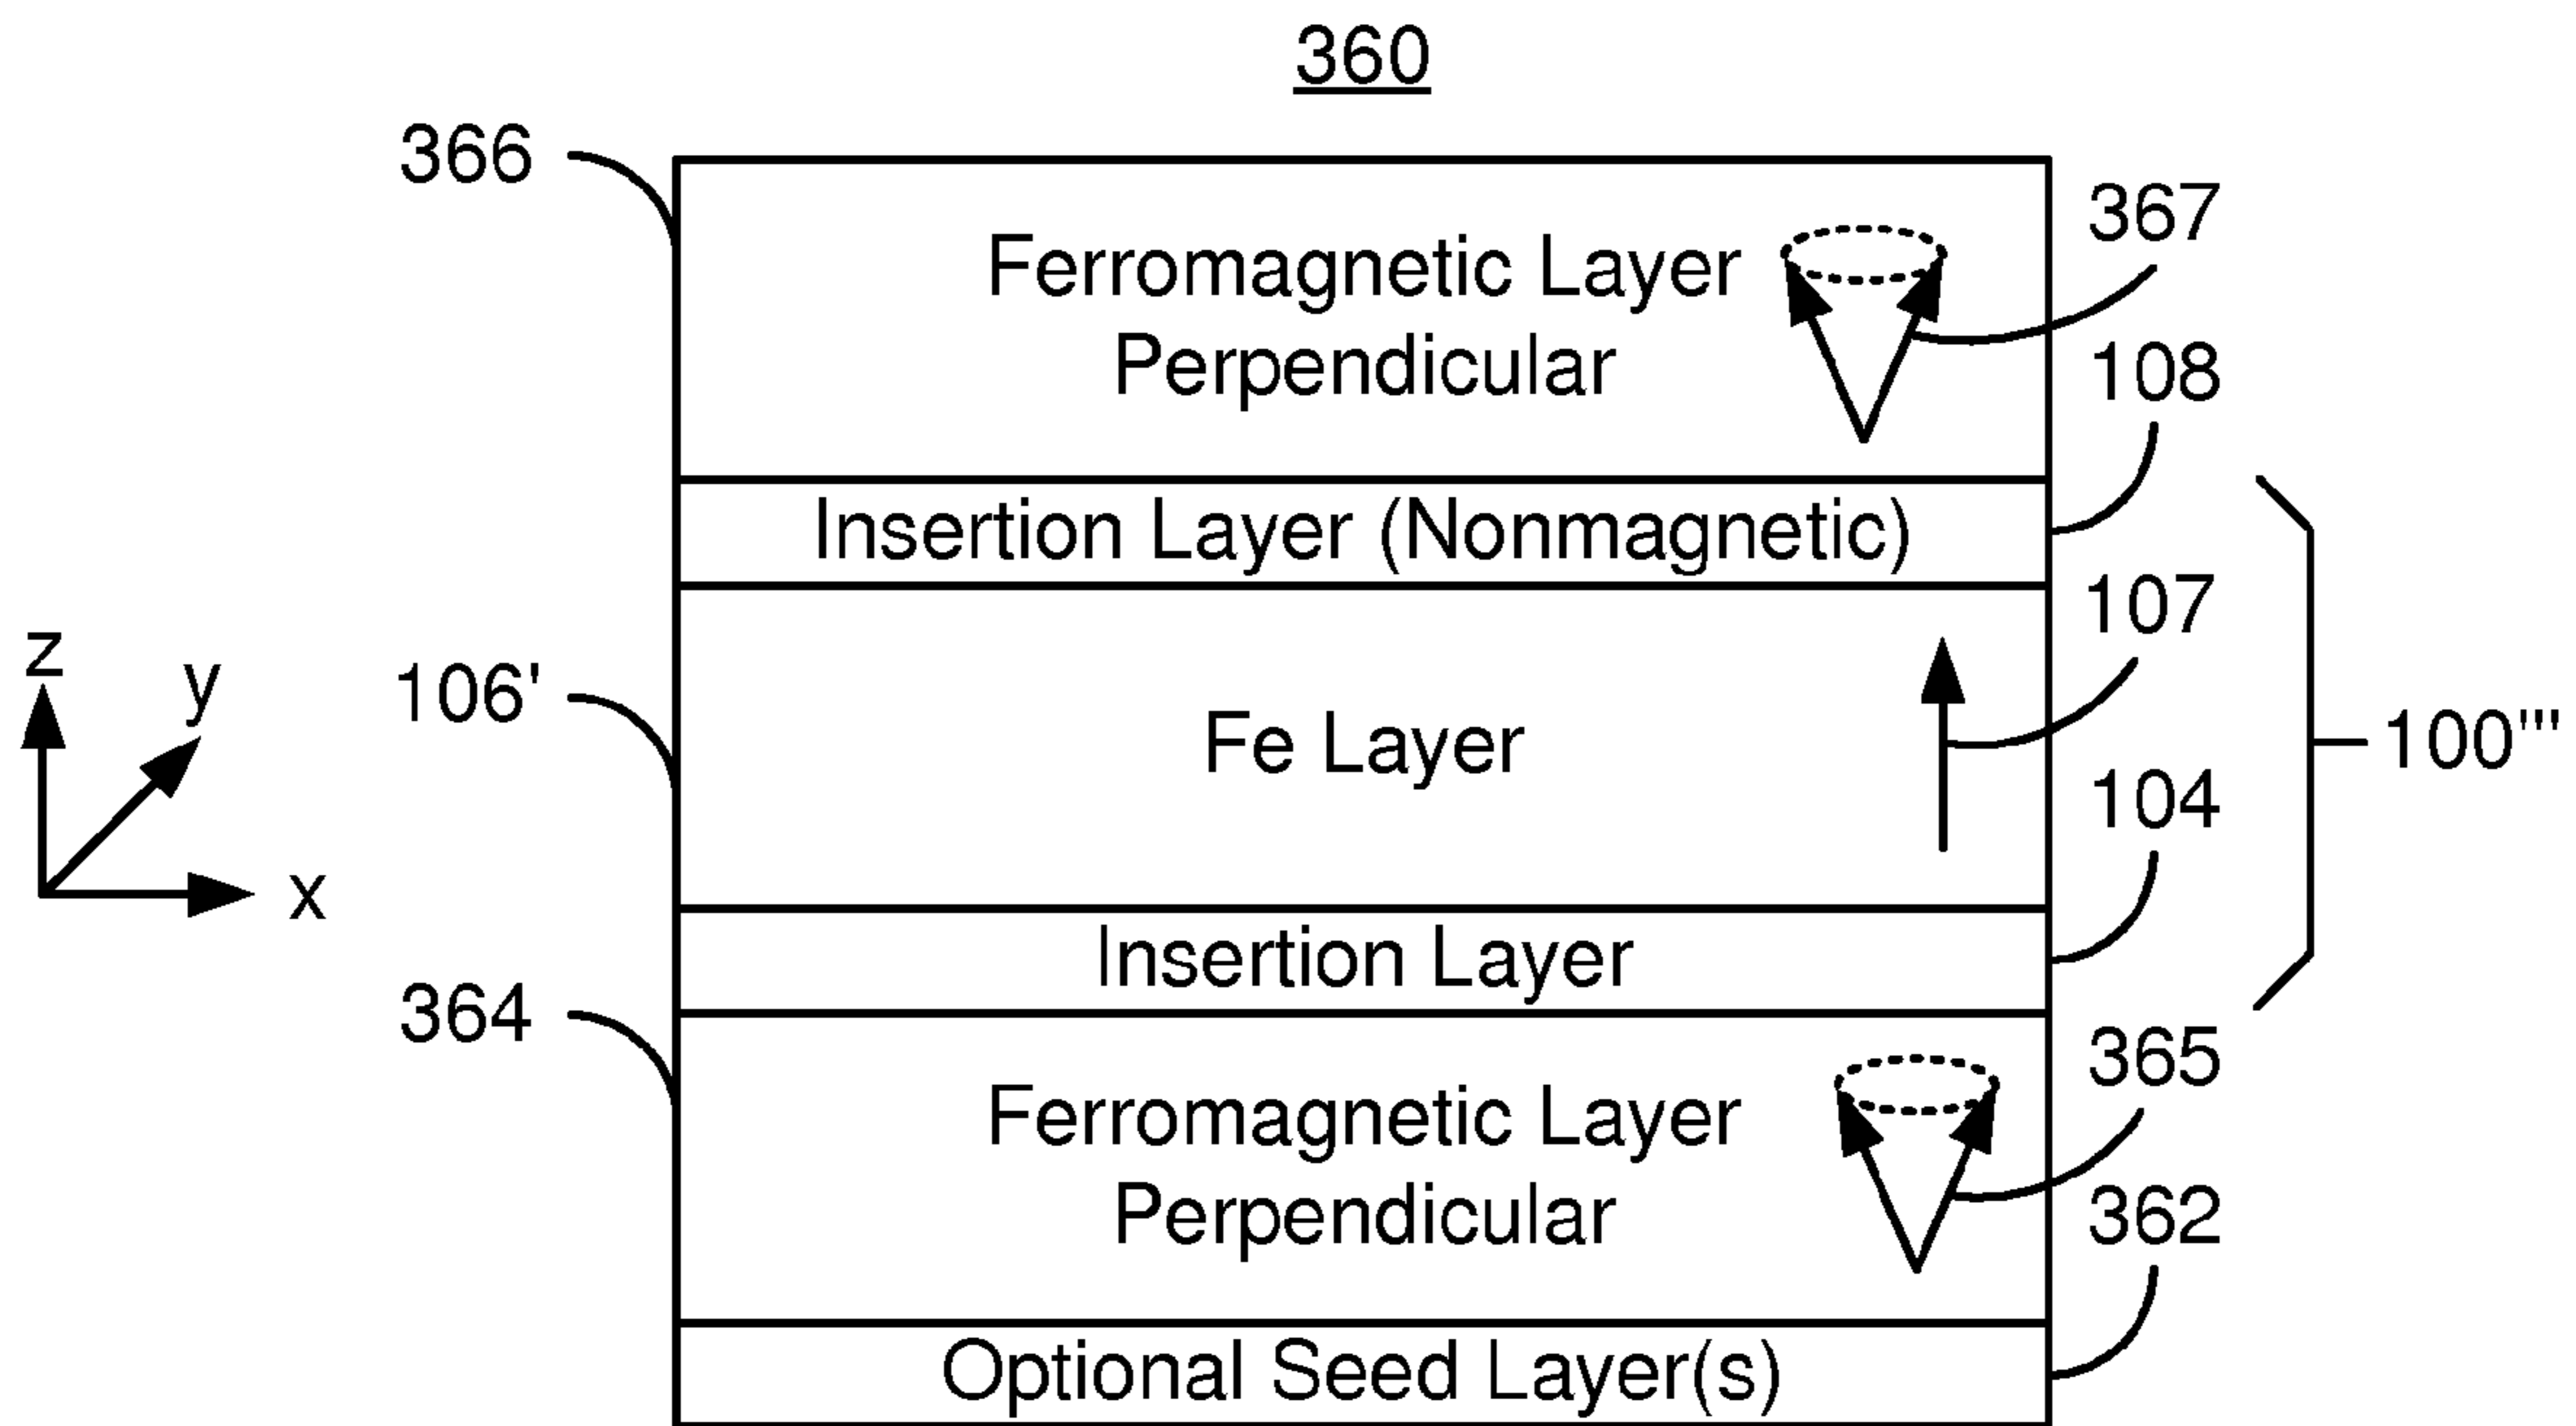 360
366
Ferromagnetic Layer
Perpendicular
367
108
Insertion Layer (Nonmagnetic)
107
z
y
x
106'
Fe Layer
100'''
104
Insertion Layer
364
Ferromagnetic Layer
Perpendicular
365
362
Optional Seed Layer(s)